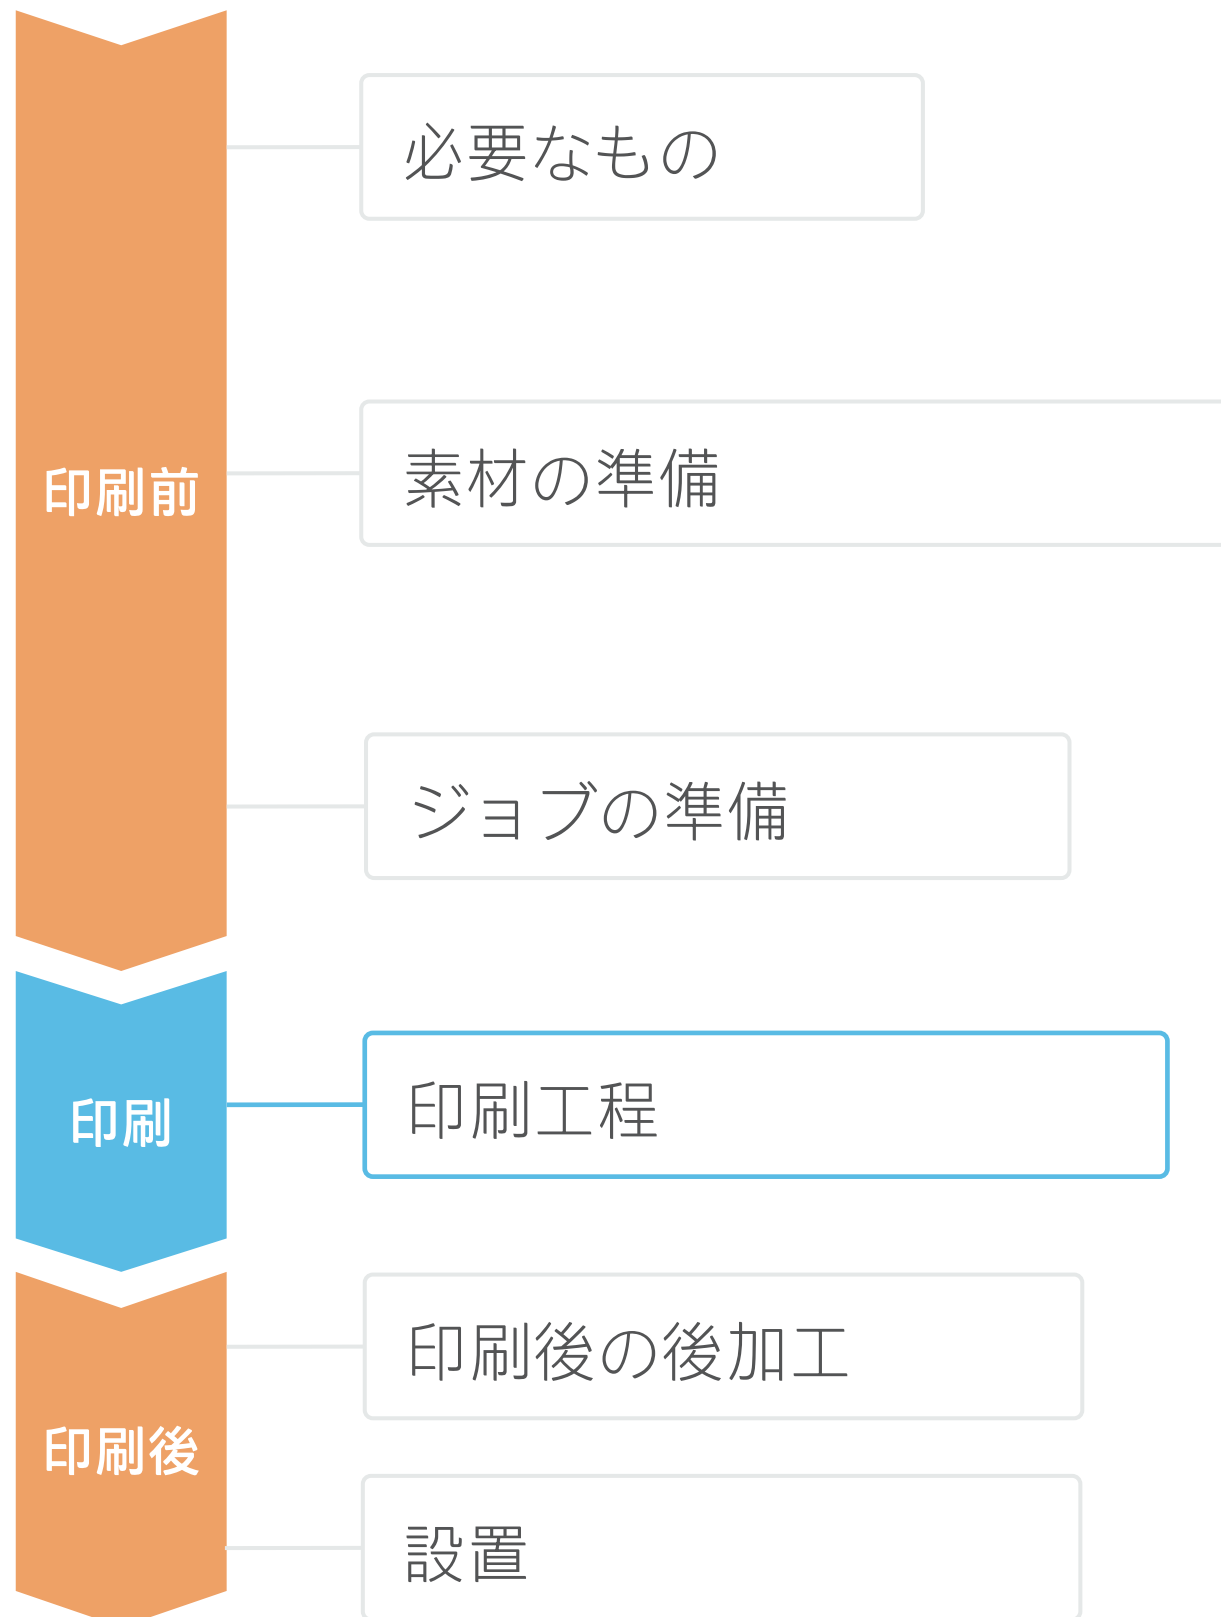 必要なもの
印刷前
素材の準備
ジョブの準備
印刷
印刷工程
印刷後の後加工
印刷後
設置